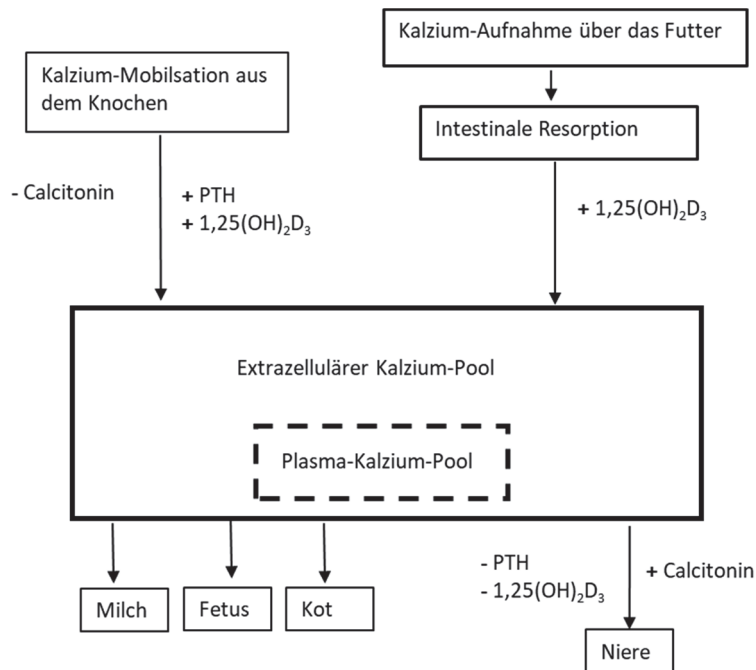 Kalzium-Aufnahme über das Futter
Kalzium-Mobilsation aus
dem Knochen
Intestinale Resorption
- Calcitonin
+ PTH
+ 1,25(OH)₂D₃
+ 1,25(OH)₂D₃
Extrazellulärer Kalzium-Pool
Plasma-Kalzium-Pool
- PTH
- 1,25(OH)₂D₃
+ Calcitonin
Milch
Fetus
Kot
Niere